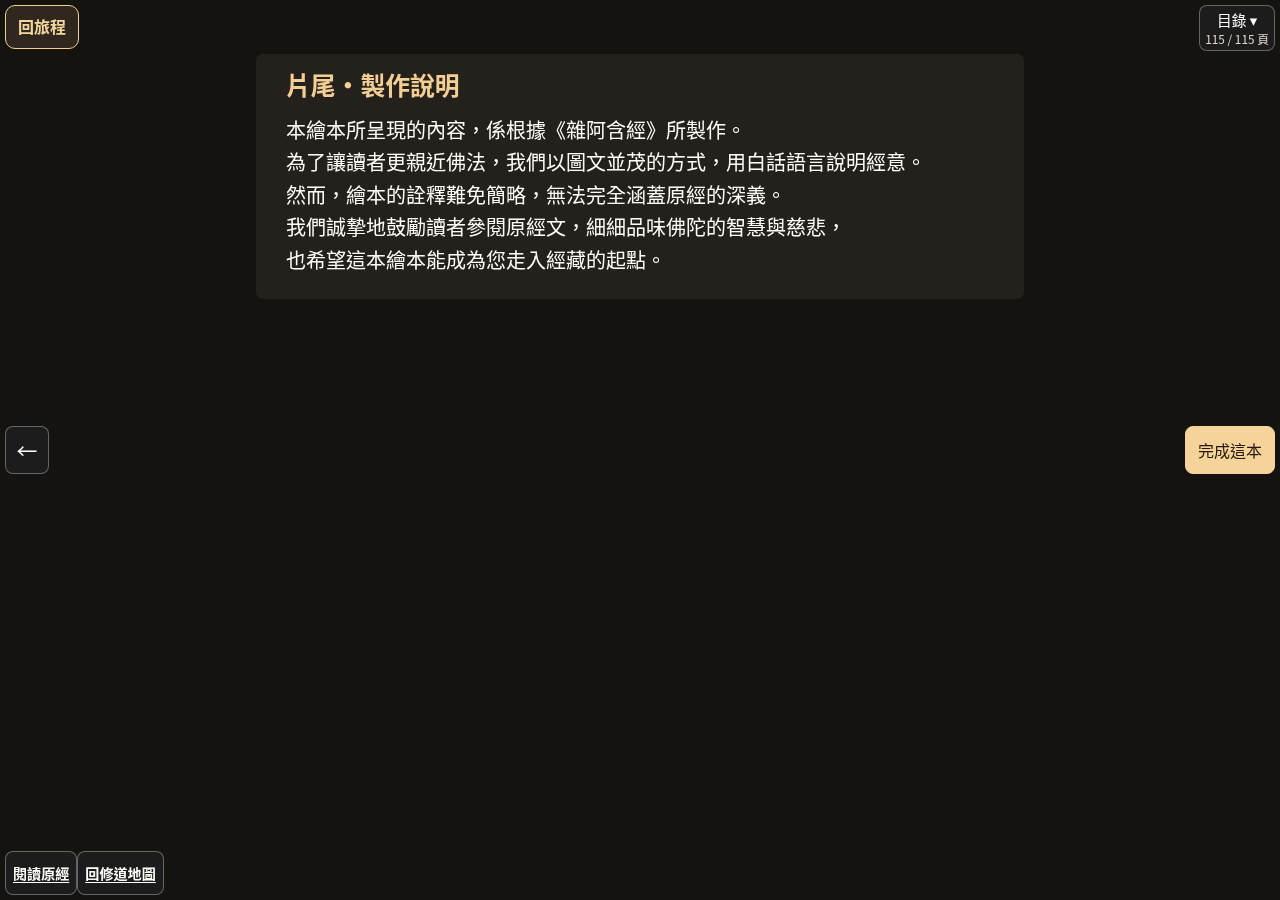 回旅程
目錄 ▾
115 / 115 頁
片尾・製作說明
本繪本所呈現的內容，係根據《雜阿含經》所製作。
為了讓讀者更親近佛法，我們以圖文並茂的方式，用白話語言說明經意。
然而，繪本的詮釋難免簡略，無法完全涵蓋原經的深義。
我們誠摯地鼓勵讀者參閱原經文，細細品味佛陀的智慧與慈悲，
也希望這本繪本能成為您走入經藏的起點。
←
完成這本
閱讀原經
回修道地圖